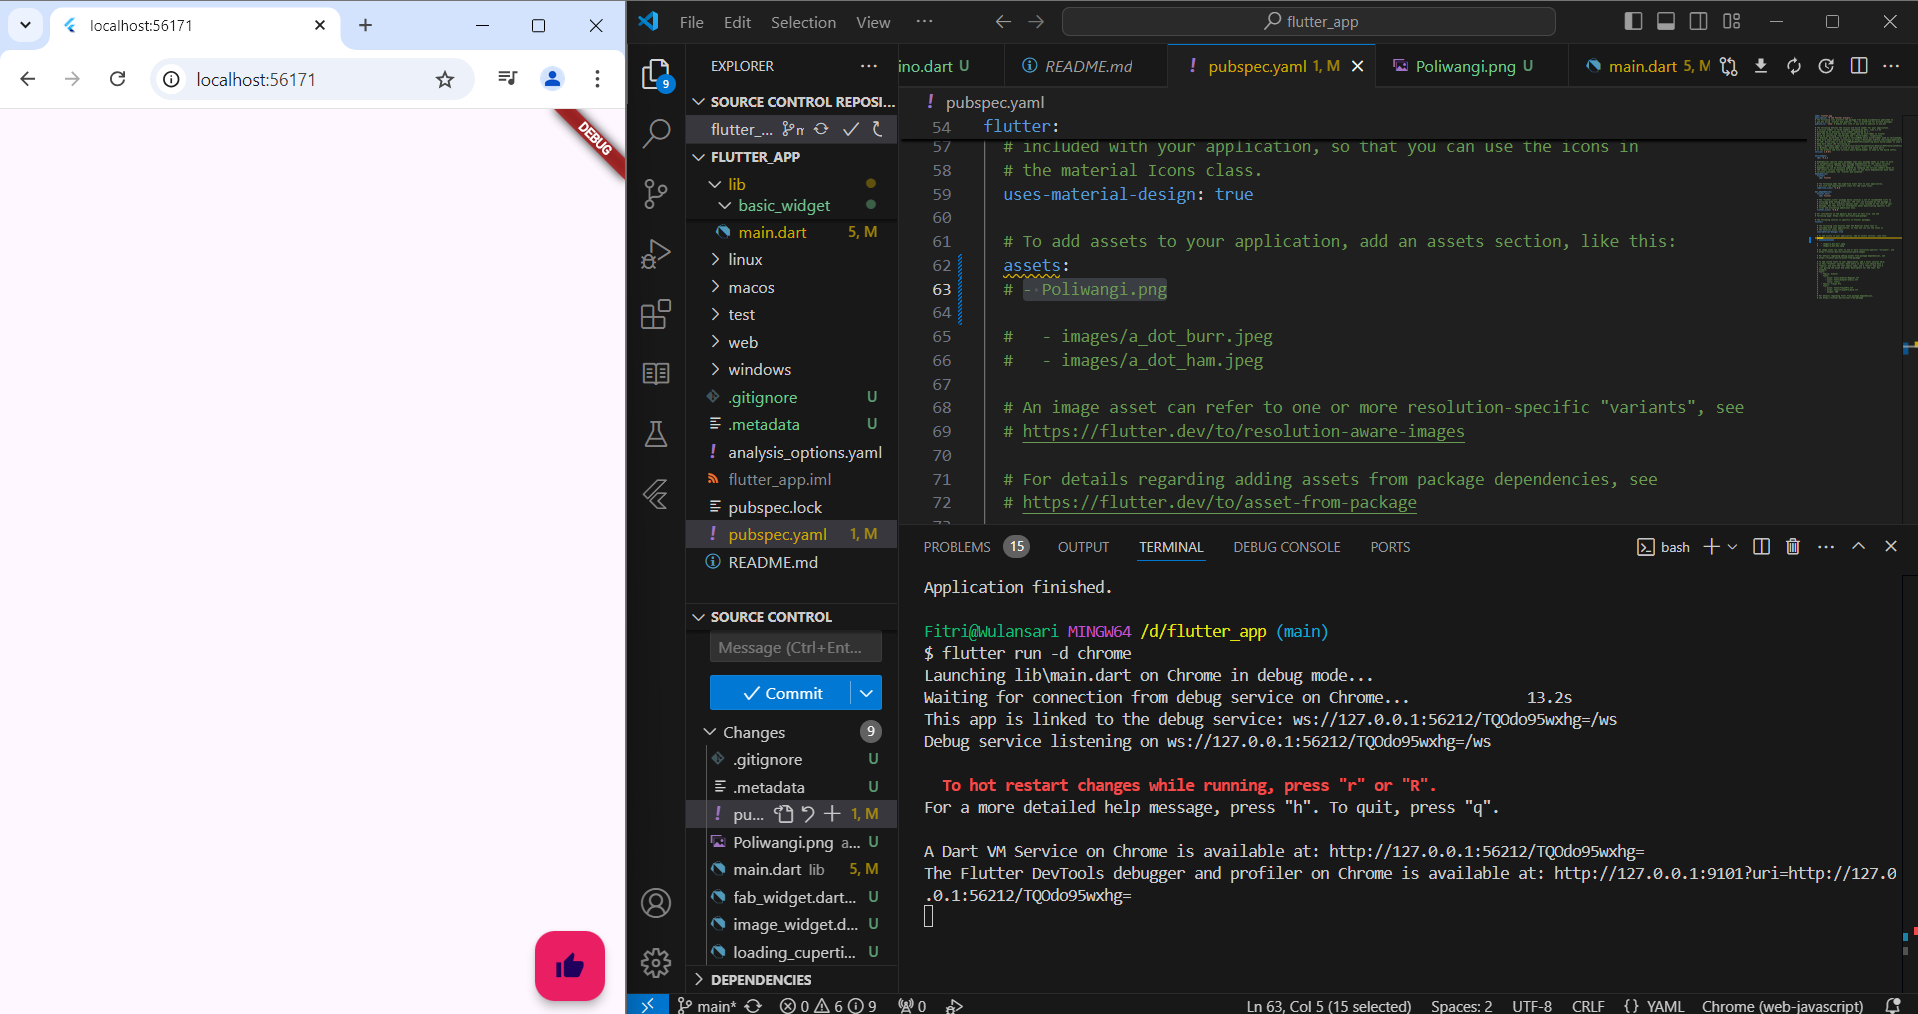 localhost:56171
localhost:56171
DEBUG
File Edit Selection View ···
flutter_app
EXPLORER
SOURCE CONTROL REPOSI...
flutter_...
FLUTTER_APP
lib
basic_widget
main.dart 5, M
linux
macos
test
web
windows
.gitignore U
.metadata U
analysis_options.yaml
flutter_app.iml
pubspec.lock
pubspec.yaml 1, M
README.md
SOURCE CONTROL
Message (Ctrl+Ent...
Commit
Changes 9
.gitignore U
.metadata U
pu... 1, M
Poliwangi.png a... U
main.dart lib 5, M
fab_widget.dart... U
image_widget.d... U
loading_cuperti... U
DEPENDENCIES
9
ino.dart U
README.md
pubspec.yaml 1, M
Poliwangi.png U
main.dart 5, M
pubspec.yaml
54 flutter:
57 # included with your application, so that you can use the icons in
58 # the material Icons class.
59 uses-material-design: true
60
61 # To add assets to your application, add an assets section, like this:
62 assets:
63 # - Poliwangi.png
64
65 #   - images/a_dot_burr.jpeg
66 #   - images/a_dot_ham.jpeg
67
68 # An image asset can refer to one or more resolution-specific "variants", see
69 # https://flutter.dev/to/resolution-aware-images
70
71 # For details regarding adding assets from package dependencies, see
72 # https://flutter.dev/to/asset-from-package
PROBLEMS 15 OUTPUT TERMINAL DEBUG CONSOLE PORTS
bash
Application finished.
Fitri@Wulansari MINGW64 /d/flutter_app (main)
$ flutter run -d chrome
Launching lib\main.dart on Chrome in debug mode...
Waiting for connection from debug service on Chrome... 13.2s
This app is linked to the debug service: ws://127.0.0.1:56212/TQOdo95wxhg=/ws
Debug service listening on ws://127.0.0.1:56212/TQOdo95wxhg=/ws
To hot restart changes while running, press "r" or "R".
For a more detailed help message, press "h". To quit, press "q".
A Dart VM Service on Chrome is available at: http://127.0.0.1:56212/TQOdo95wxhg=
The Flutter DevTools debugger and profiler on Chrome is available at: http://127.0.0.1:9101?uri=http://127.0
.0.1:56212/TQOdo95wxhg=
main* 0 6 9 0
Ln 63, Col 5 (15 selected) Spaces: 2 UTF-8 CRLF {} YAML Chrome (web-javascript)